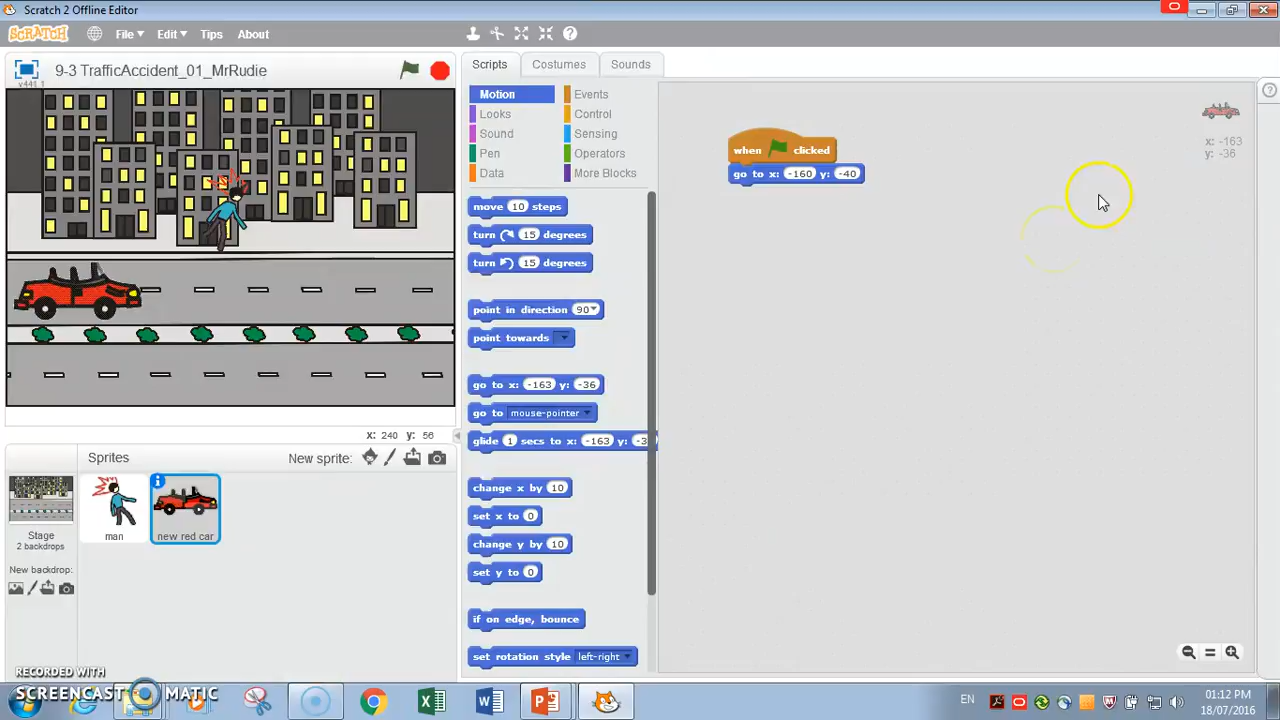 Scratch 2 Offline Editor
SCRATCH File Edit Tips About
9-3 TrafficAccident_01_MrRudie
v441.1
Scripts Costumes Sounds
Motion Events
Looks Control
Sound Sensing
Pen Operators
Data More Blocks
move 10 steps
turn 15 degrees
turn 15 degrees
point in direction 90
point towards
go to x: -163 y: -36
go to mouse-pointer
glide 1 secs to x: -163 y: -3
change x by 10
set x to 0
change y by 10
set y to 0
if on edge, bounce
set rotation style left-right
when clicked
go to x: -160 y: -40
x: -163
y: -36
x: 240 y: 56
Sprites New sprite:
Stage
2 backdrops
New backdrop:
man
new red car
RECORDED WITH
SCREENCAST MATIC
EN
01:12 PM
18/07/2016